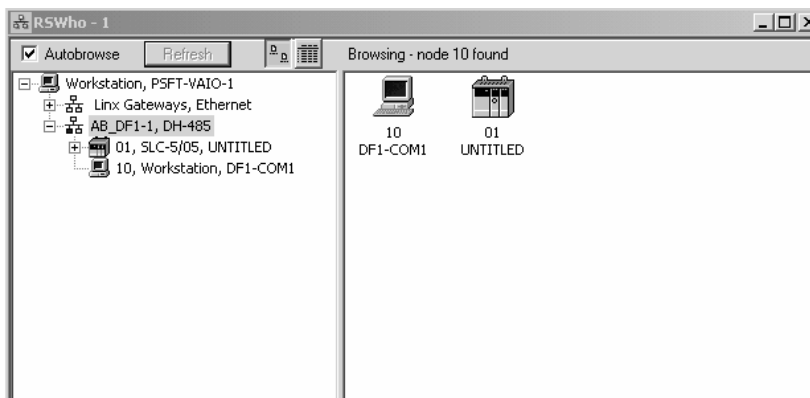 RSWho - 1
Autobrowse
Refresh
Browsing - node 10 found
Workstation, PSFT-VAIO-1
Linx Gateways, Ethernet
AB_DF1-1, DH-485
01, SLC-5/05, UNTITLED
10, Workstation, DF1-COM1
10
DF1-COM1
01
UNTITLED